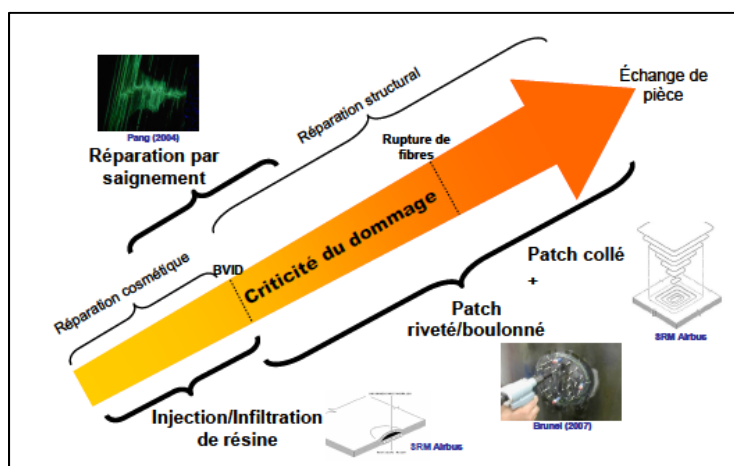 Pang (2004)
Réparation par
saignement
Réparation structural
Échange de
pièce
Rupture de
fibres
Réparation cosmétique
BVID
Criticité du dommage
Patch collé
+
Patch
riveté/boulonné
SRM Airbus
Injection/Infiltration
de résine
SRM Airbus
Brunel (2007)